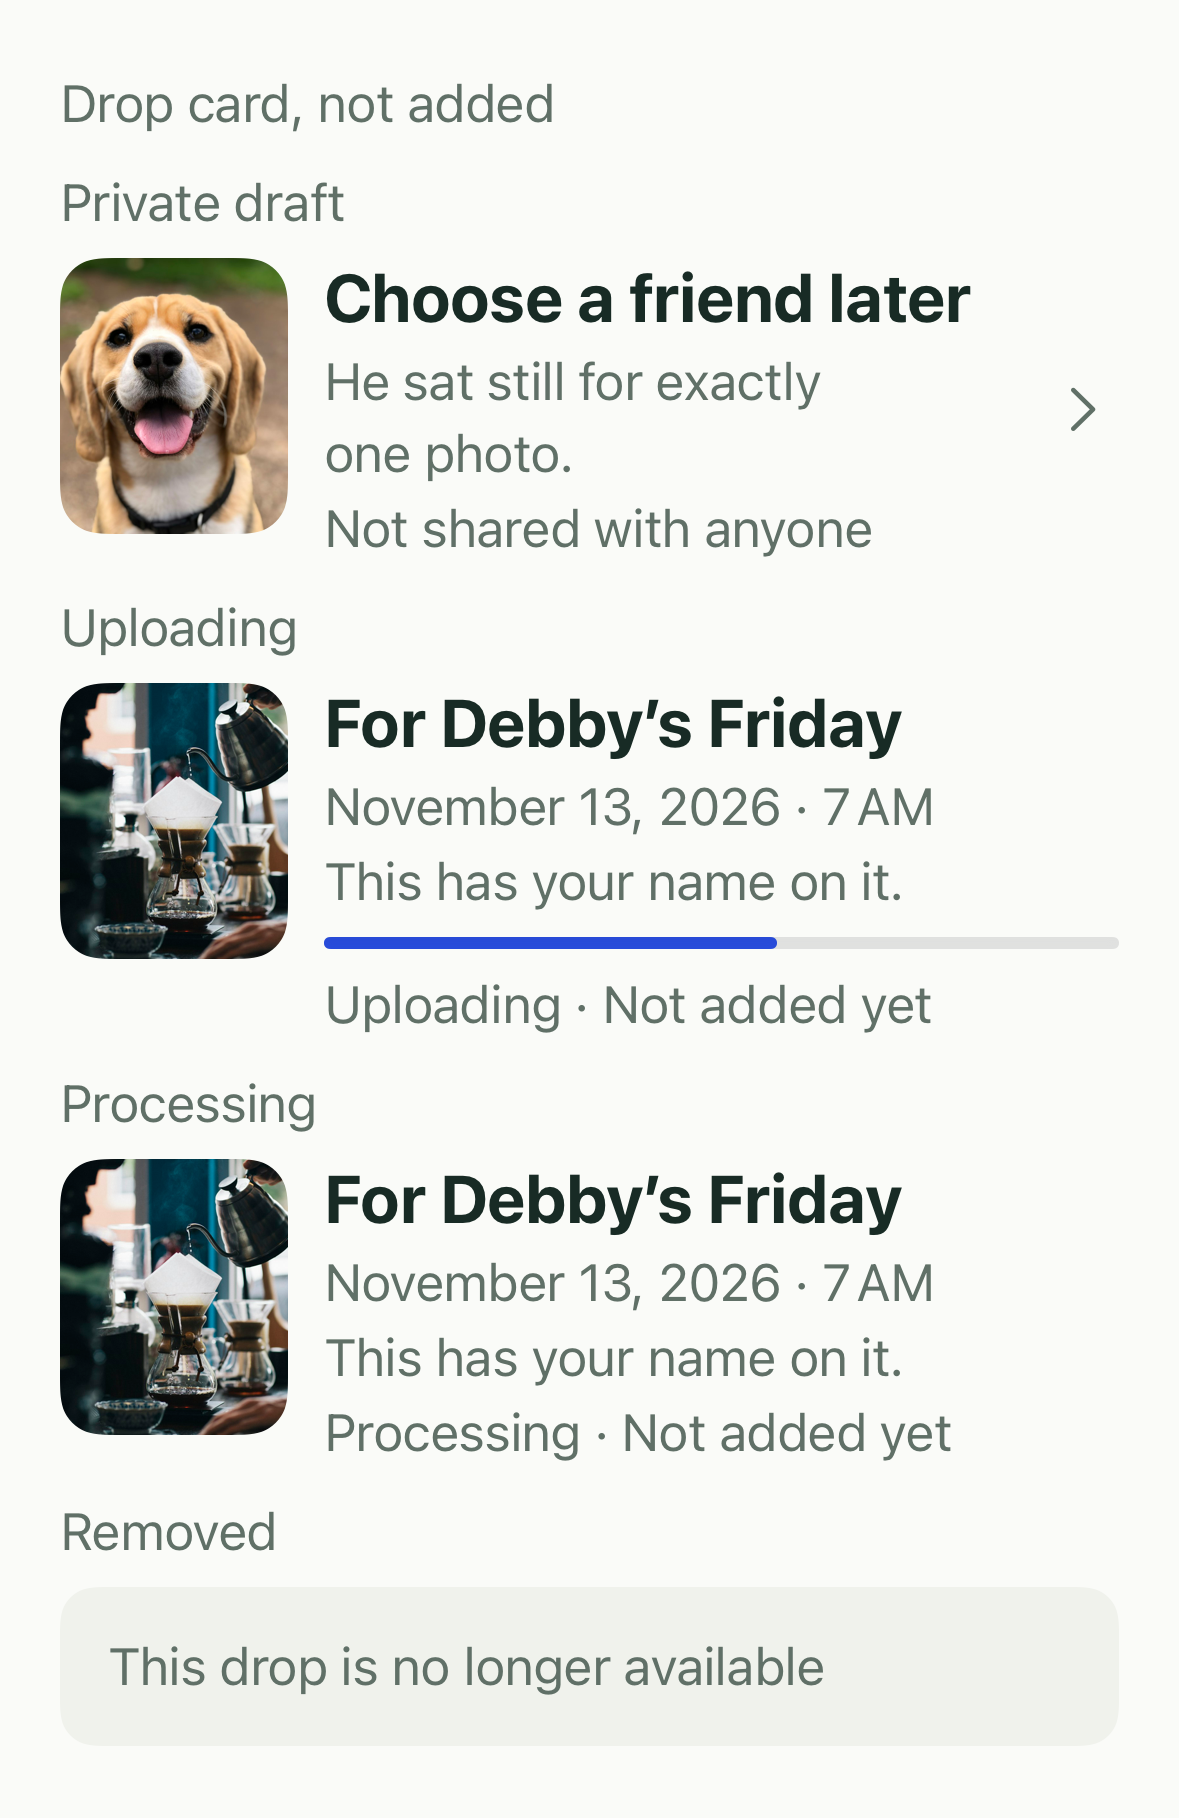 Drop card, not added
Private draft
Choose a friend later
He sat still for exactly
one photo.
Not shared with anyone
Uploading
For Debby’s Friday
November 13, 2026 · 7 AM
This has your name on it.
Uploading · Not added yet
Processing
For Debby’s Friday
November 13, 2026 · 7 AM
This has your name on it.
Processing · Not added yet
Removed
This drop is no longer available